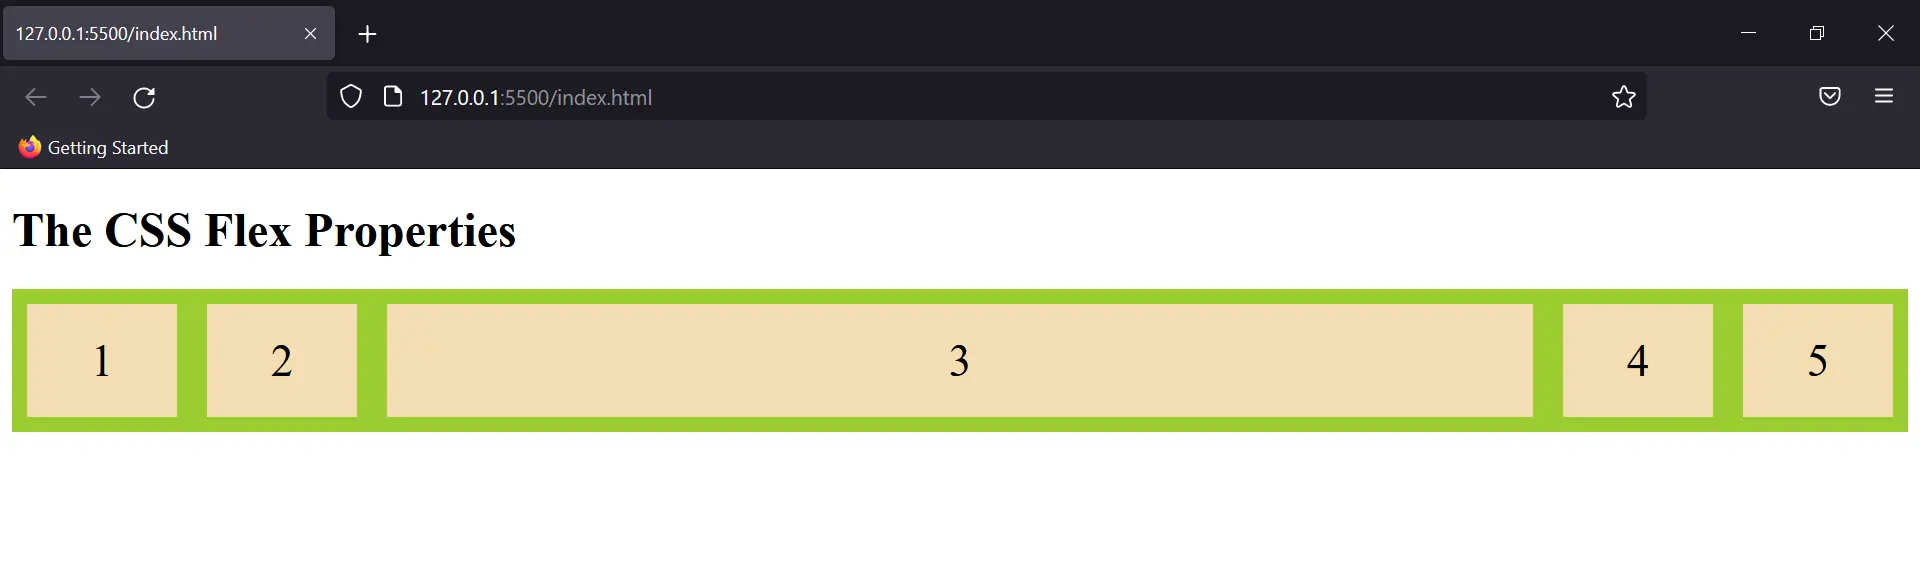 127.0.0.1:5500/index.html
127.0.0.1:5500/index.html
Getting Started
The CSS Flex Properties
1 2 3 4 5